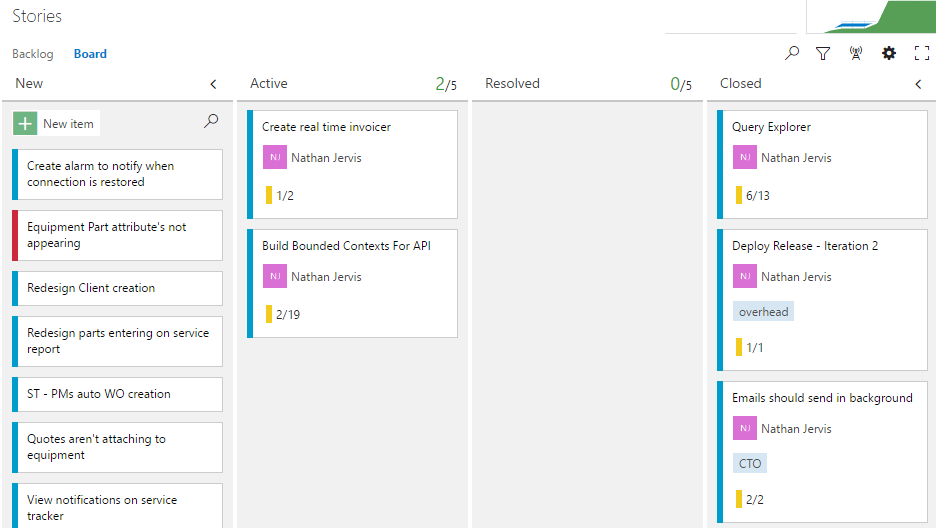 Stories
Backlog
Board
New
New item
Create alarm to notify when
connection is restored
Equipment Part attribute's not
appearing
Redesign Client creation
Redesign parts entering on service
report
ST - PMs auto WO creation
Quotes aren't attaching to
equipment
View notifications on service
tracker
Active
2/5
Create real time invoicer
NJ Nathan Jervis
1/2
Build Bounded Contexts For API
NJ Nathan Jervis
2/19
Resolved
0/5
Closed
Query Explorer
NJ Nathan Jervis
6/13
Deploy Release - Iteration 2
NJ Nathan Jervis
overhead
1/1
Emails should send in background
NJ Nathan Jervis
CTO
2/2